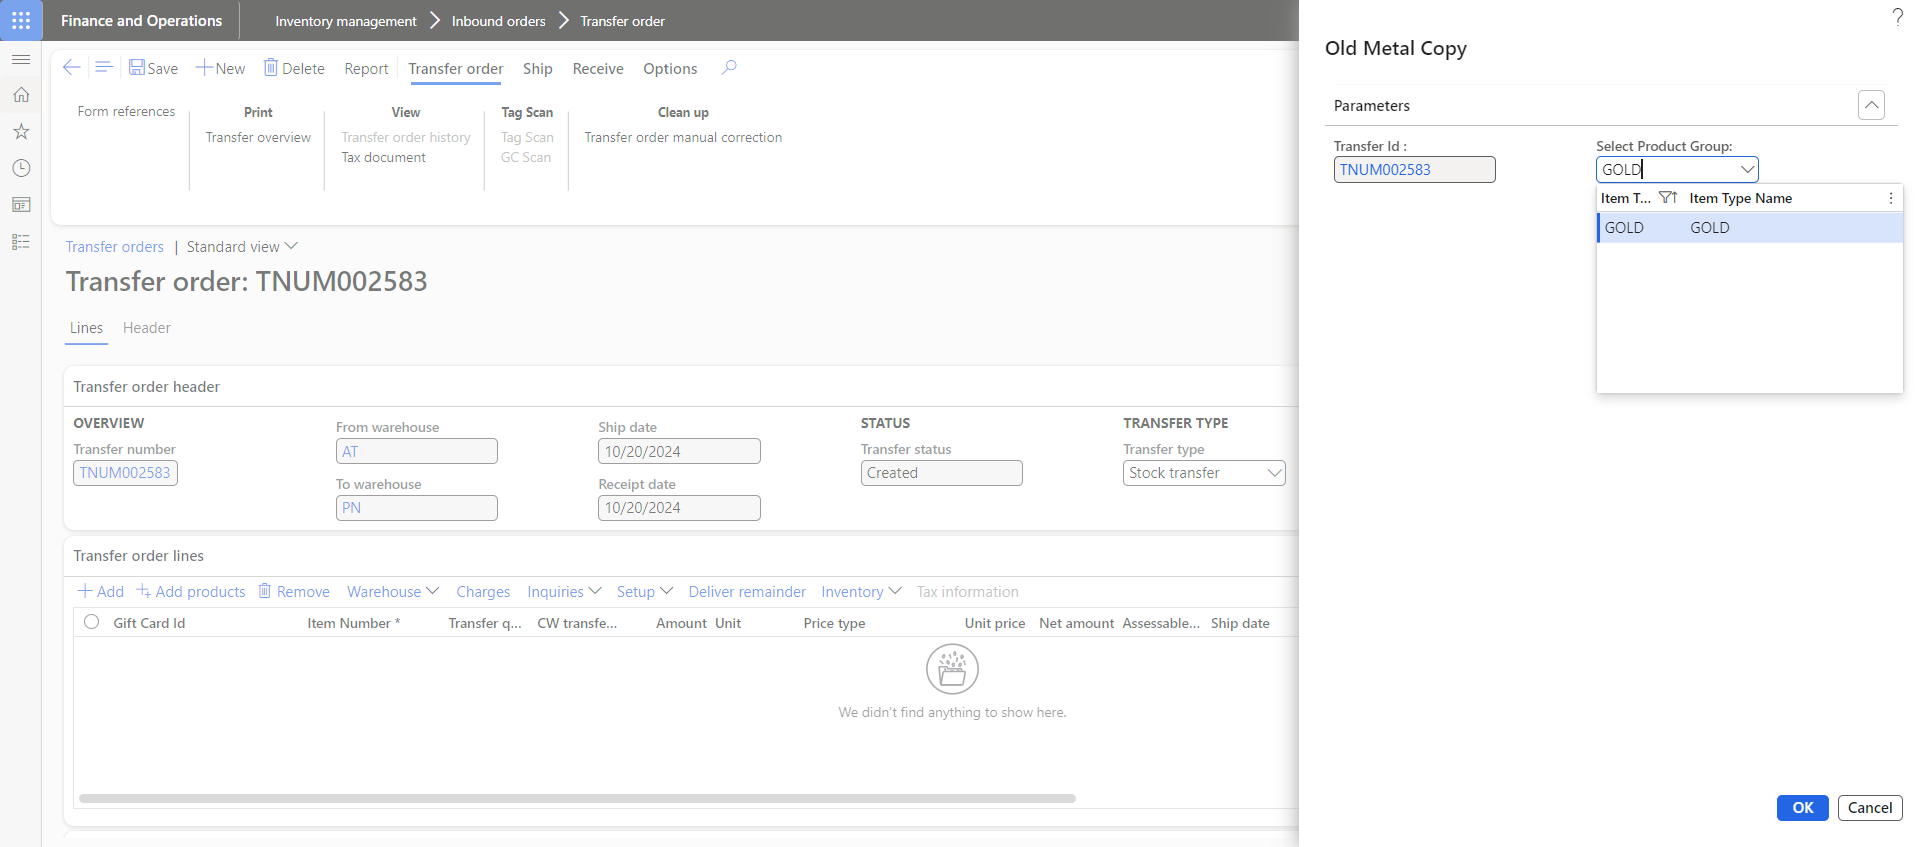 Finance and Operations
Inventory management
Inbound orders
Transfer order
?
Save
New
Delete
Report
Transfer order
Ship
Receive
Options
Form references
Print
Transfer overview
View
Transfer order history
Tax document
Tag Scan
Tag Scan
GC Scan
Clean up
Transfer order manual correction
Transfer orders | Standard view
Transfer order: TNUM002583
Lines
Header
Transfer order header
OVERVIEW
Transfer number
TNUM002583
From warehouse
AT
To warehouse
PN
Ship date
10/20/2024
Receipt date
10/20/2024
STATUS
Transfer status
Created
TRANSFER TYPE
Transfer type
Stock transfer
Transfer order lines
Add
Add products
Remove
Warehouse
Charges
Inquiries
Setup
Deliver remainder
Inventory
Tax information
Gift Card Id
Item Number *
Transfer q...
CW transfe...
Amount
Unit
Price type
Unit price
Net amount
Assessable...
Ship date
We didn't find anything to show here.
Old Metal Copy
Parameters
Transfer Id :
TNUM002583
Select Product Group:
GOLD
Item T...
Item Type Name
GOLD
GOLD
OK
Cancel